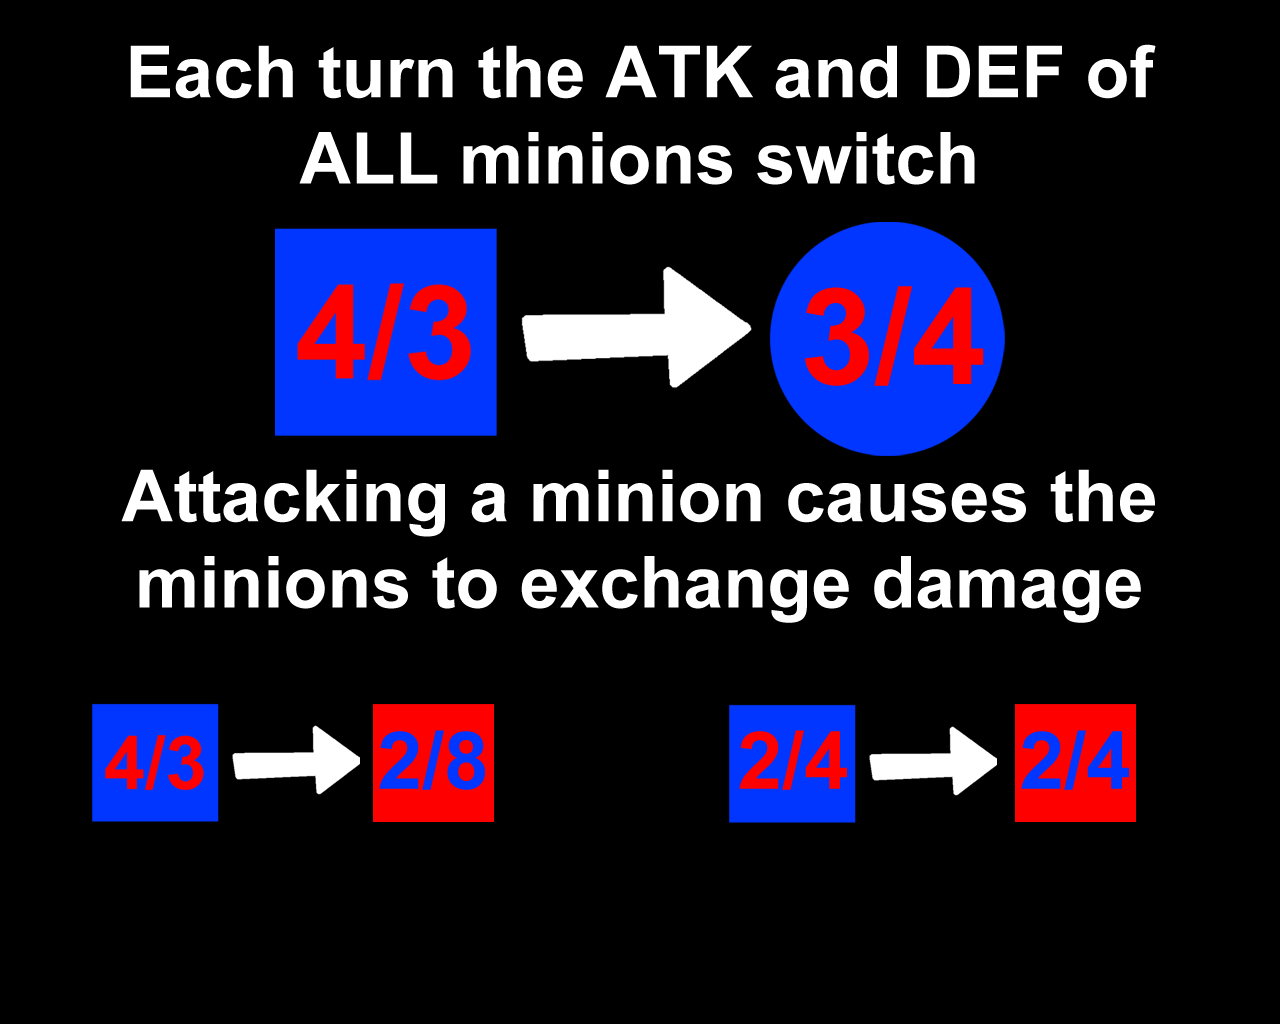 Each turn the ATK and DEF of
ALL minions switch
4/3 3/4
Attacking a minion causes the
minions to exchange damage
4/3 2/8 2/4 2/4